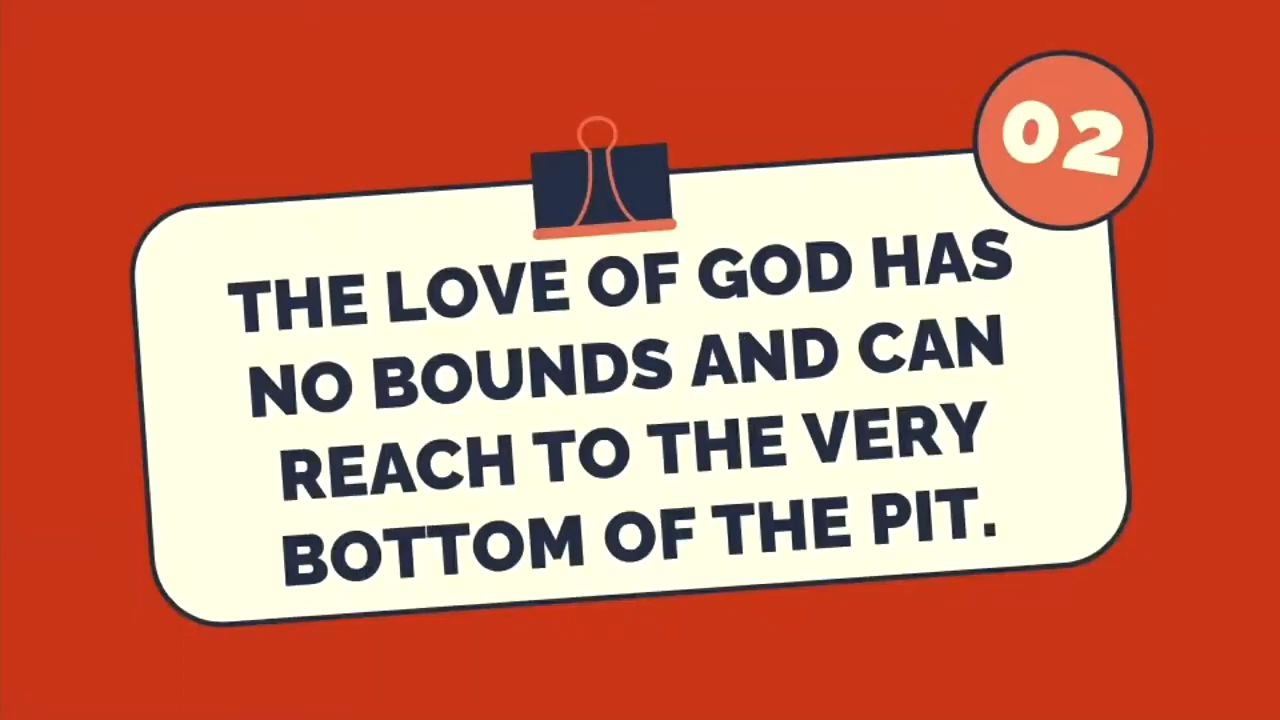 02
THE LOVE OF GOD HAS
NO BOUNDS AND CAN
REACH TO THE VERY
BOTTOM OF THE PIT.